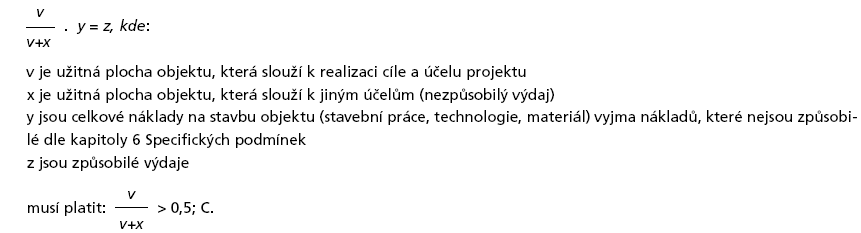 v
v+x . y = z, kde:
v je užitná plocha objektu, která slouží k realizaci cíle a účelu projektu
x je užitná plocha objektu, která slouží k jiným účelům (nezpůsobilý výdaj)
y jsou celkové náklady na stavbu objektu (stavební práce, technologie, materiál) vyjma nákladů, které nejsou způsobi-
lé dle kapitoly 6 Specifických podmínek
z jsou způsobilé výdaje
v
musí platit: v+x > 0,5; C.